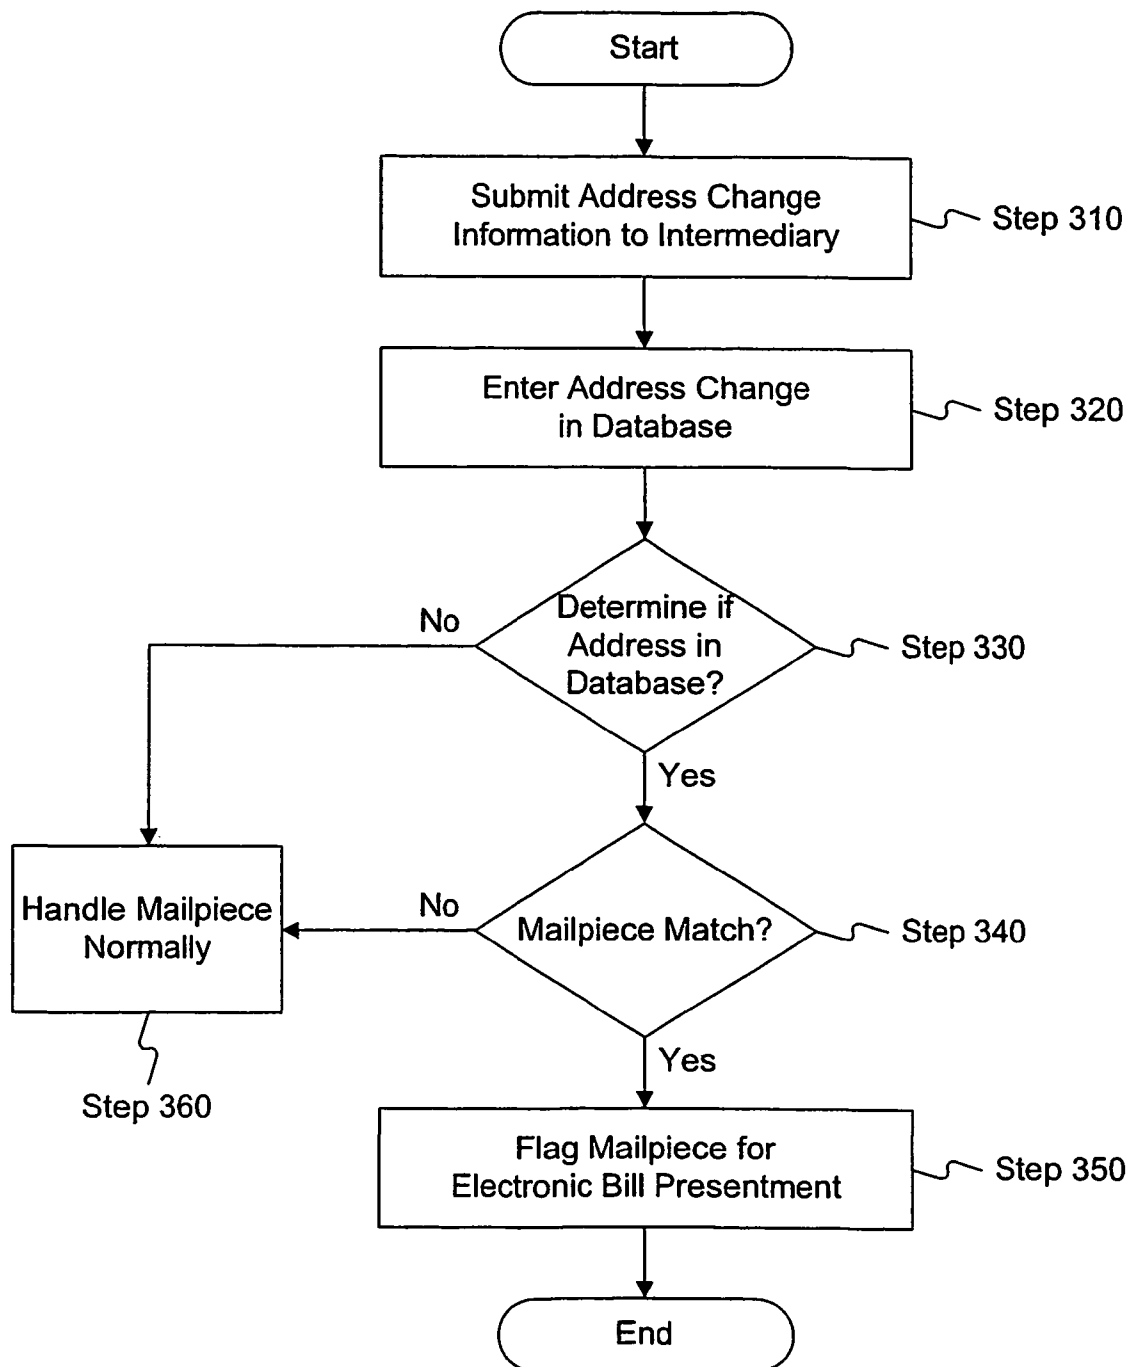 Start
Submit Address Change
Information to Intermediary
Step 310
Enter Address Change
in Database
Step 320
Determine if
Address in
Database?
No
Step 330
Yes
Handle Mailpiece
Normally
No
Mailpiece Match?
Step 340
Yes
Step 360
Flag Mailpiece for
Electronic Bill Presentment
Step 350
End